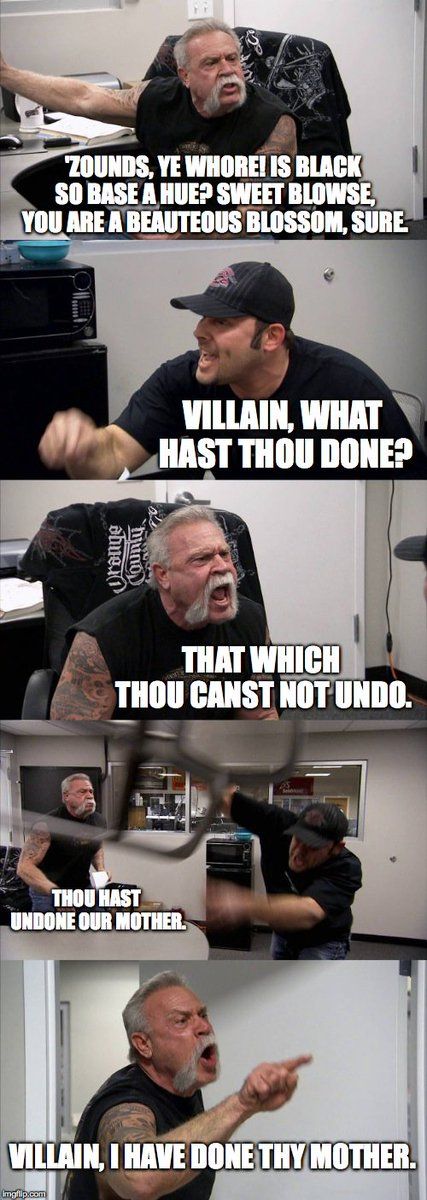 'ZOUNDS, YE WHORE! IS BLACK
SO BASE A HUE? SWEET BLOWSE,
YOU ARE A BEAUTEOUS BLOSSOM, SURE.
VILLAIN, WHAT
HAST THOU DONE?
Orange
County
THAT WHICH
THOU CANST NOT UNDO.
THOU HAST
UNDONE OUR MOTHER.
VILLAIN, I HAVE DONE THY MOTHER.
imgflip.com